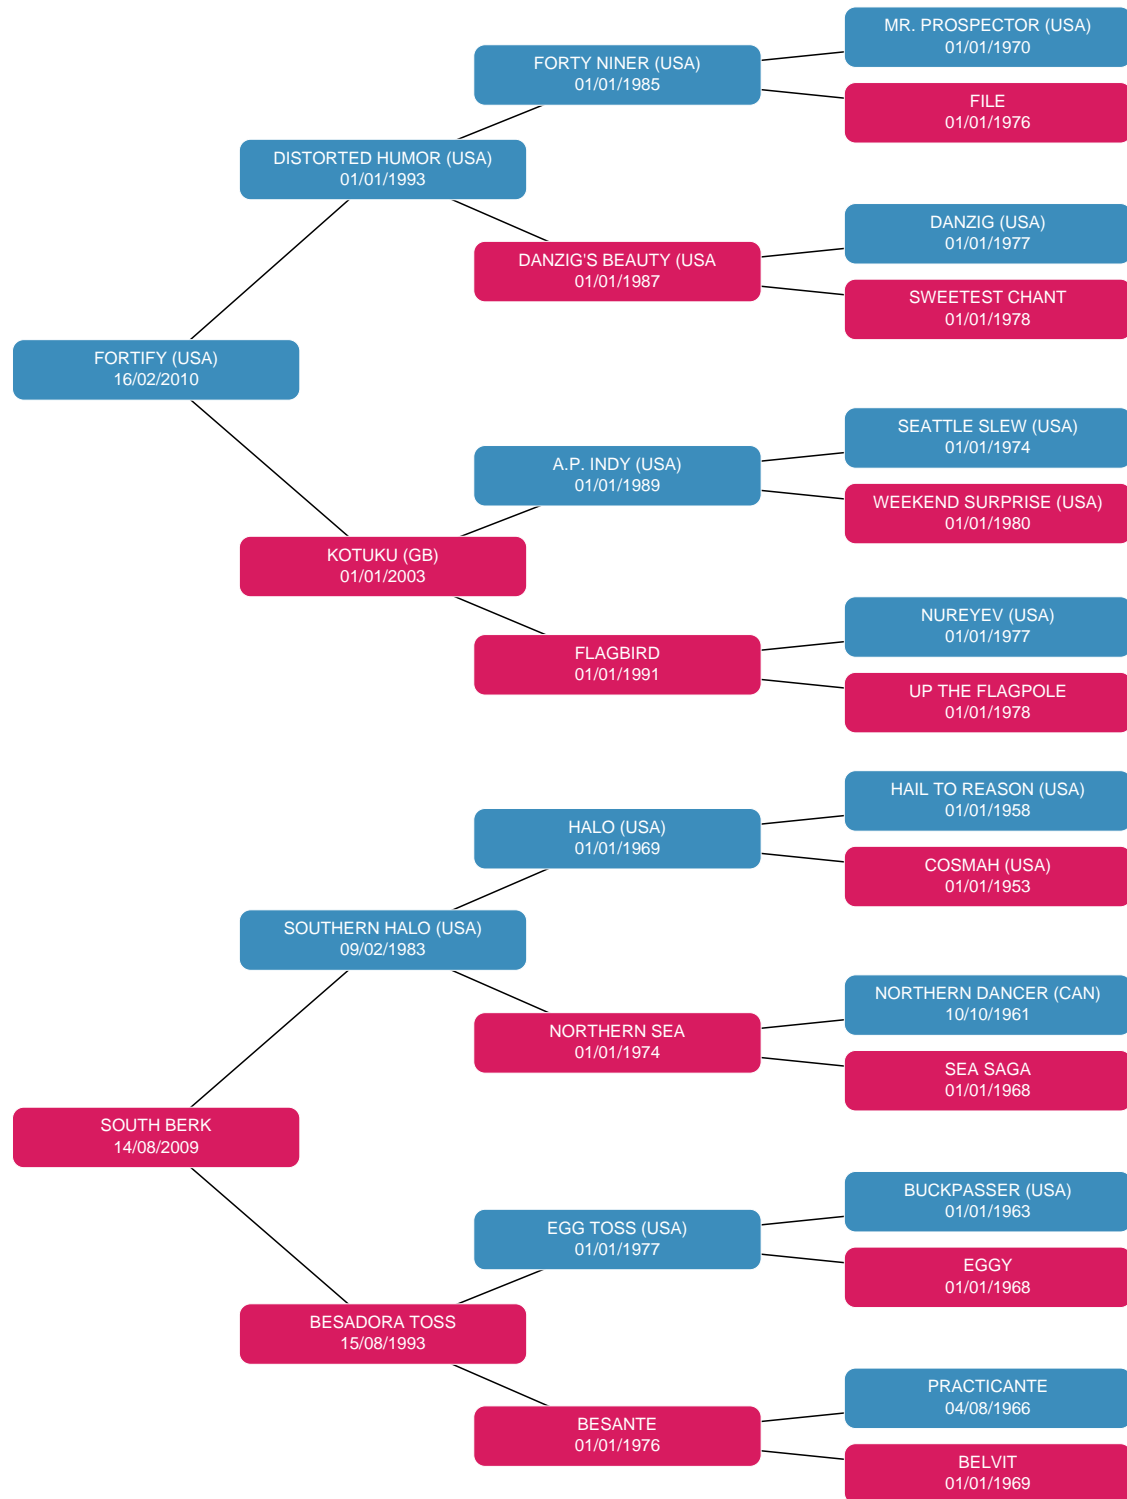 MR. PROSPECTOR (USA)
01/01/1970
FORTY NINER (USA)
01/01/1985
FILE
01/01/1976
DISTORTED HUMOR (USA)
01/01/1993
DANZIG (USA)
01/01/1977
DANZIG'S BEAUTY (USA
01/01/1987
SWEETEST CHANT
01/01/1978
FORTIFY (USA)
16/02/2010
SEATTLE SLEW (USA)
01/01/1974
A.P. INDY (USA)
01/01/1989
WEEKEND SURPRISE (USA)
01/01/1980
KOTUKU (GB)
01/01/2003
NUREYEV (USA)
01/01/1977
FLAGBIRD
01/01/1991
UP THE FLAGPOLE
01/01/1978
HAIL TO REASON (USA)
01/01/1958
HALO (USA)
01/01/1969
COSMAH (USA)
01/01/1953
SOUTHERN HALO (USA)
09/02/1983
NORTHERN DANCER (CAN)
10/10/1961
NORTHERN SEA
01/01/1974
SEA SAGA
01/01/1968
SOUTH BERK
14/08/2009
BUCKPASSER (USA)
01/01/1963
EGG TOSS (USA)
01/01/1977
EGGY
01/01/1968
BESADORA TOSS
15/08/1993
PRACTICANTE
04/08/1966
BESANTE
01/01/1976
BELVIT
01/01/1969